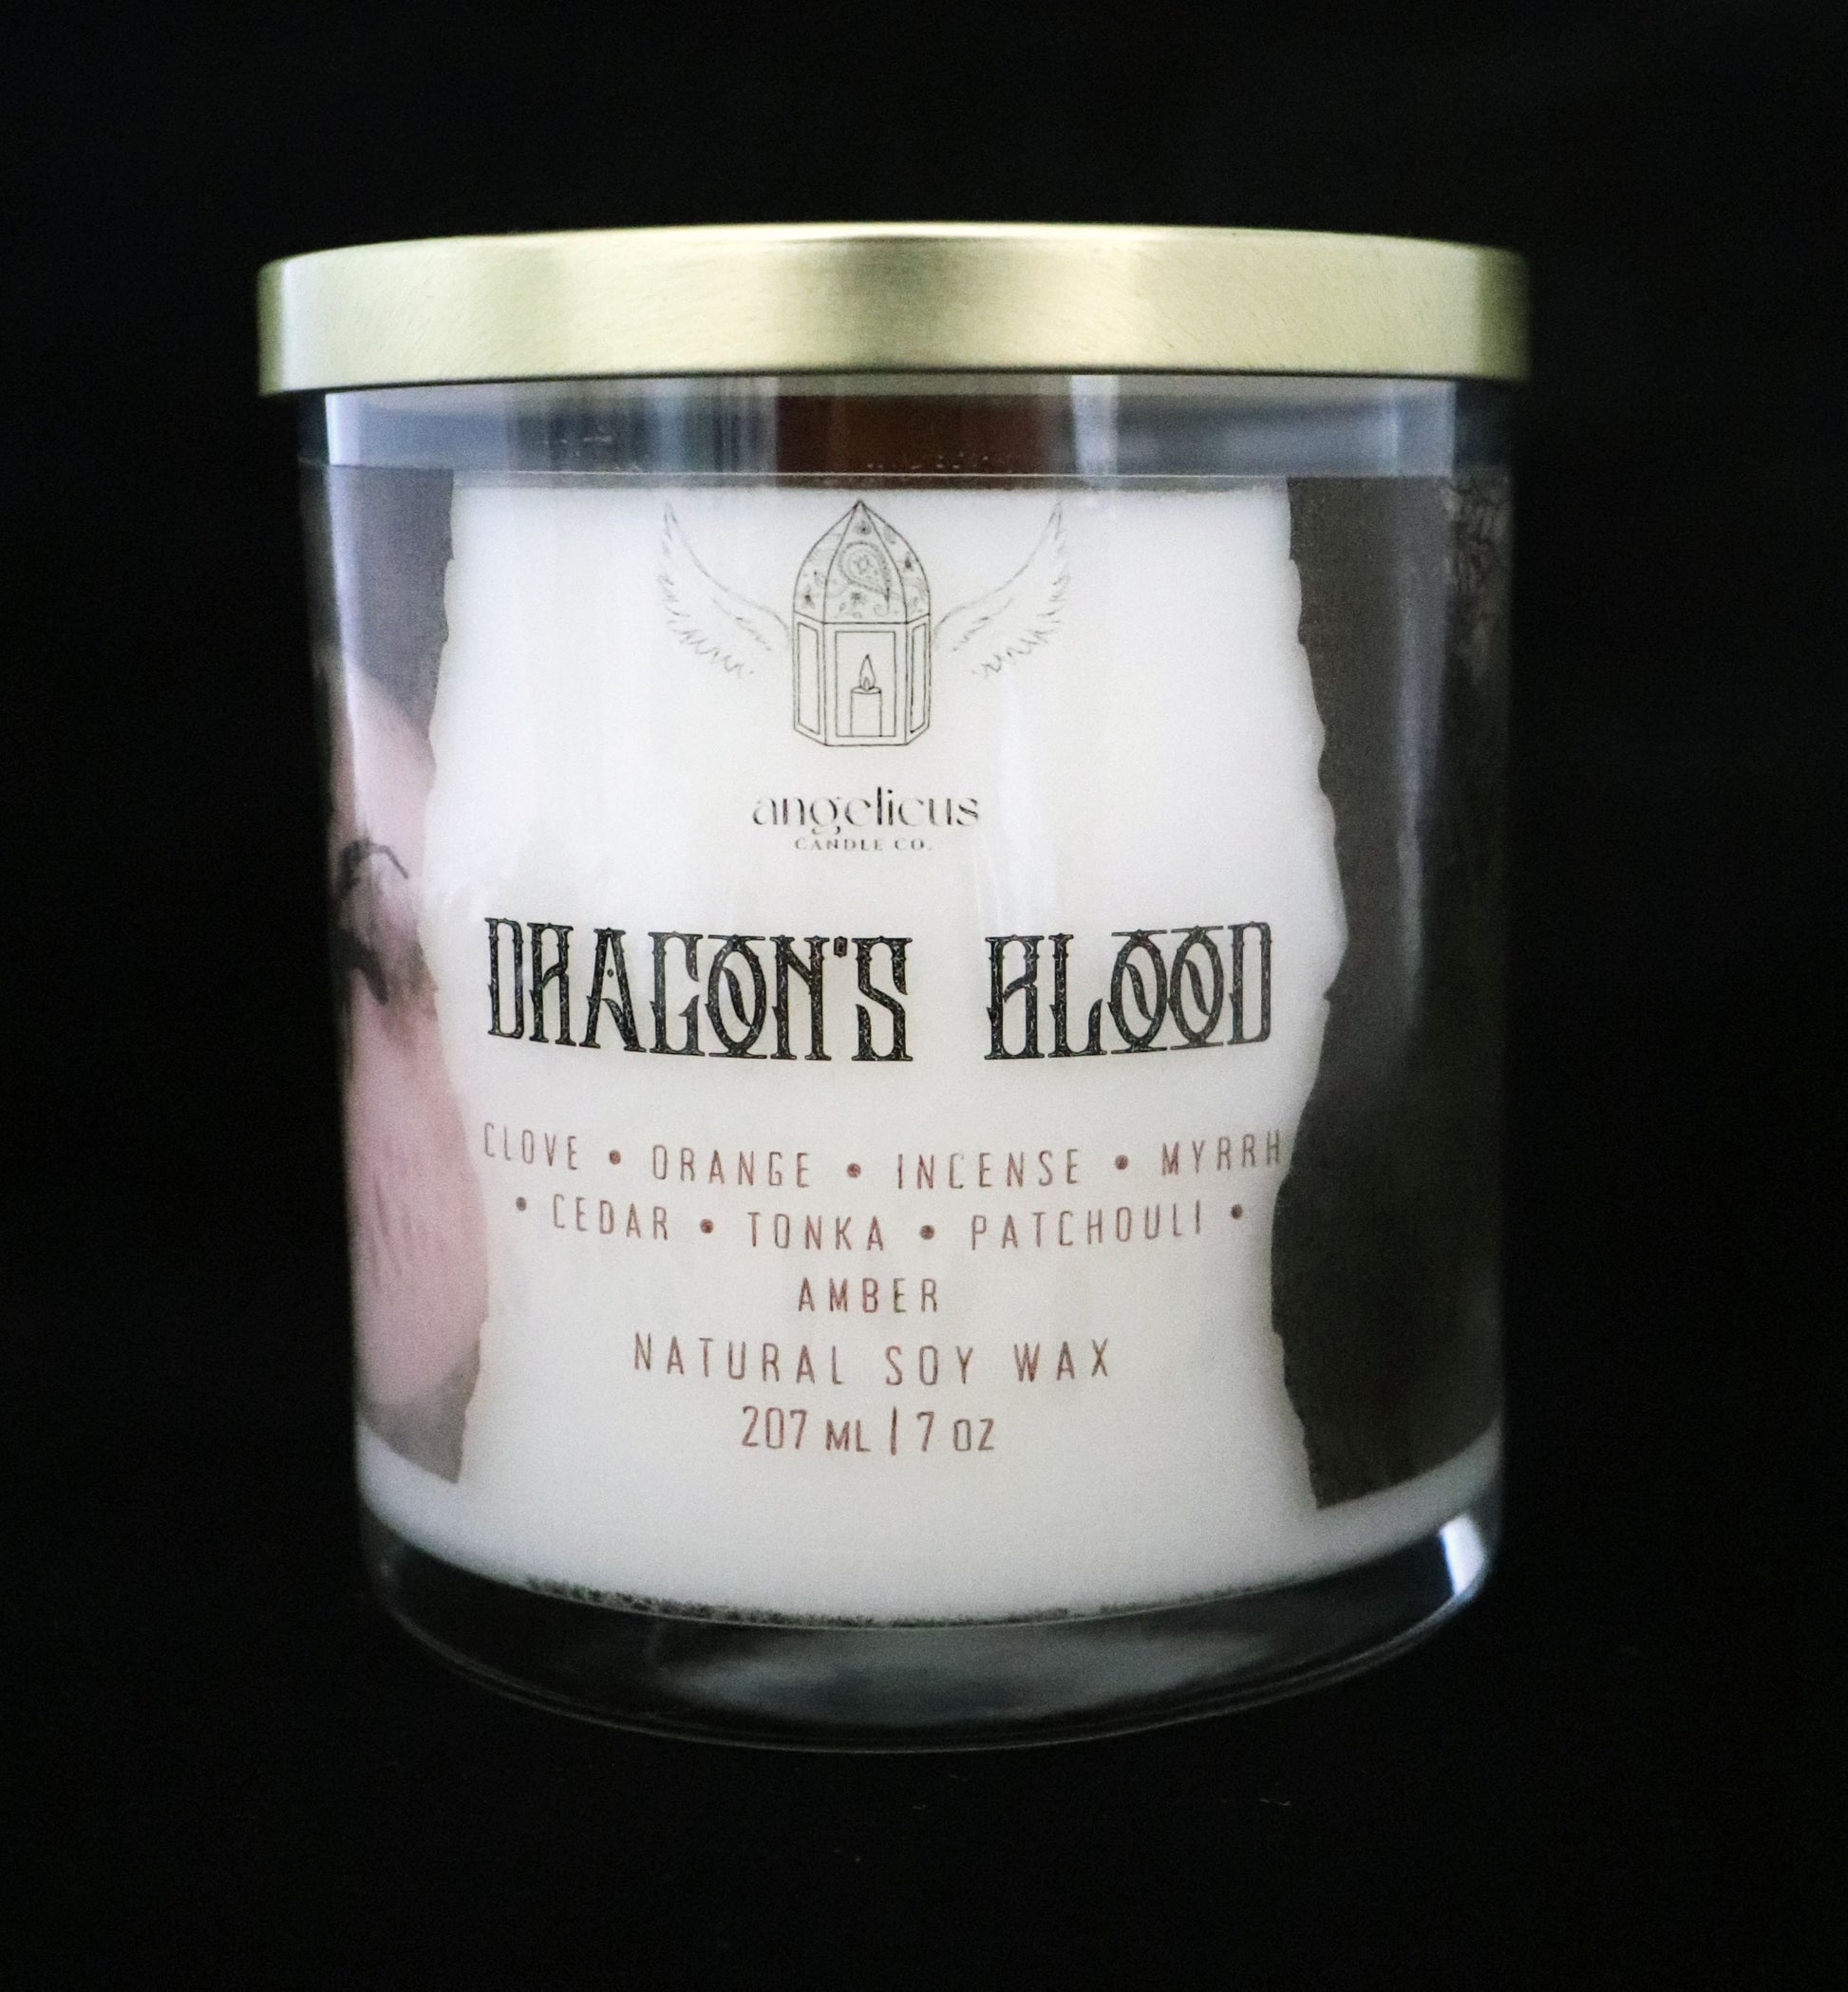 angelicus
CANDLE CO.
DRAGON'S BLOOD
CLOVE • ORANGE • INCENSE • MYRRH
• CEDAR • TONKA • PATCHOULI •
AMBER
NATURAL SOY WAX
207 ML | 7 OZ